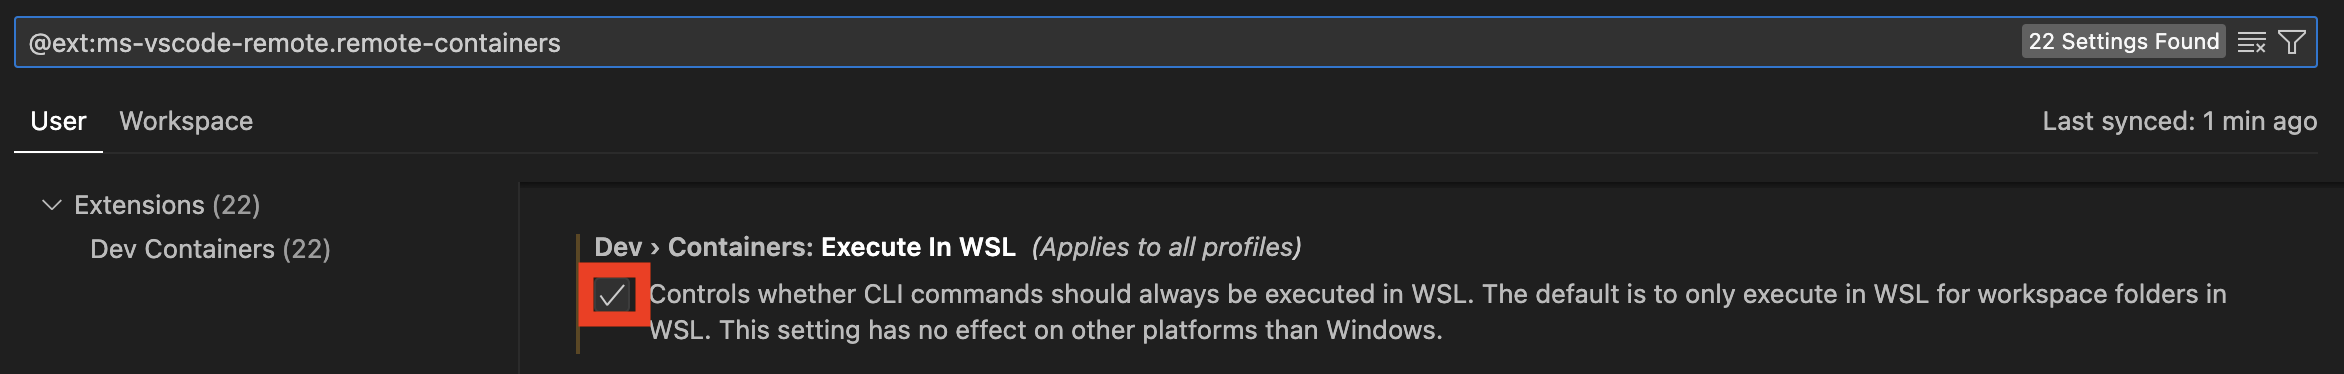 @ext:ms-vscode-remote.remote-containers
22 Settings Found
User
Workspace
Last synced: 1 min ago
Extensions (22)
Dev Containers (22)
Dev › Containers: Execute In WSL (Applies to all profiles)
Controls whether CLI commands should always be executed in WSL. The default is to only execute in WSL for workspace folders in
WSL. This setting has no effect on other platforms than Windows.